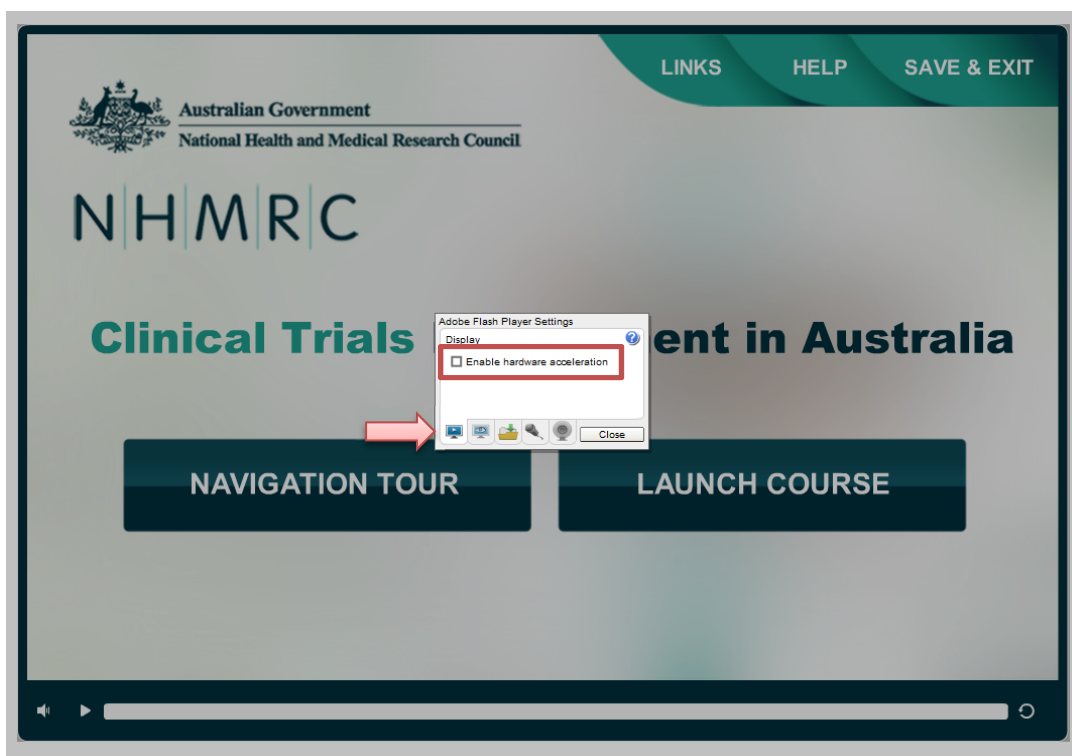 LINKS HELP SAVE & EXIT
Australian Government
National Health and Medical Research Council
N|H|M|R|C
Clinical Trials ent in Australia
Adobe Flash Player Settings
Display
Enable hardware acceleration
Close
NAVIGATION TOUR LAUNCH COURSE